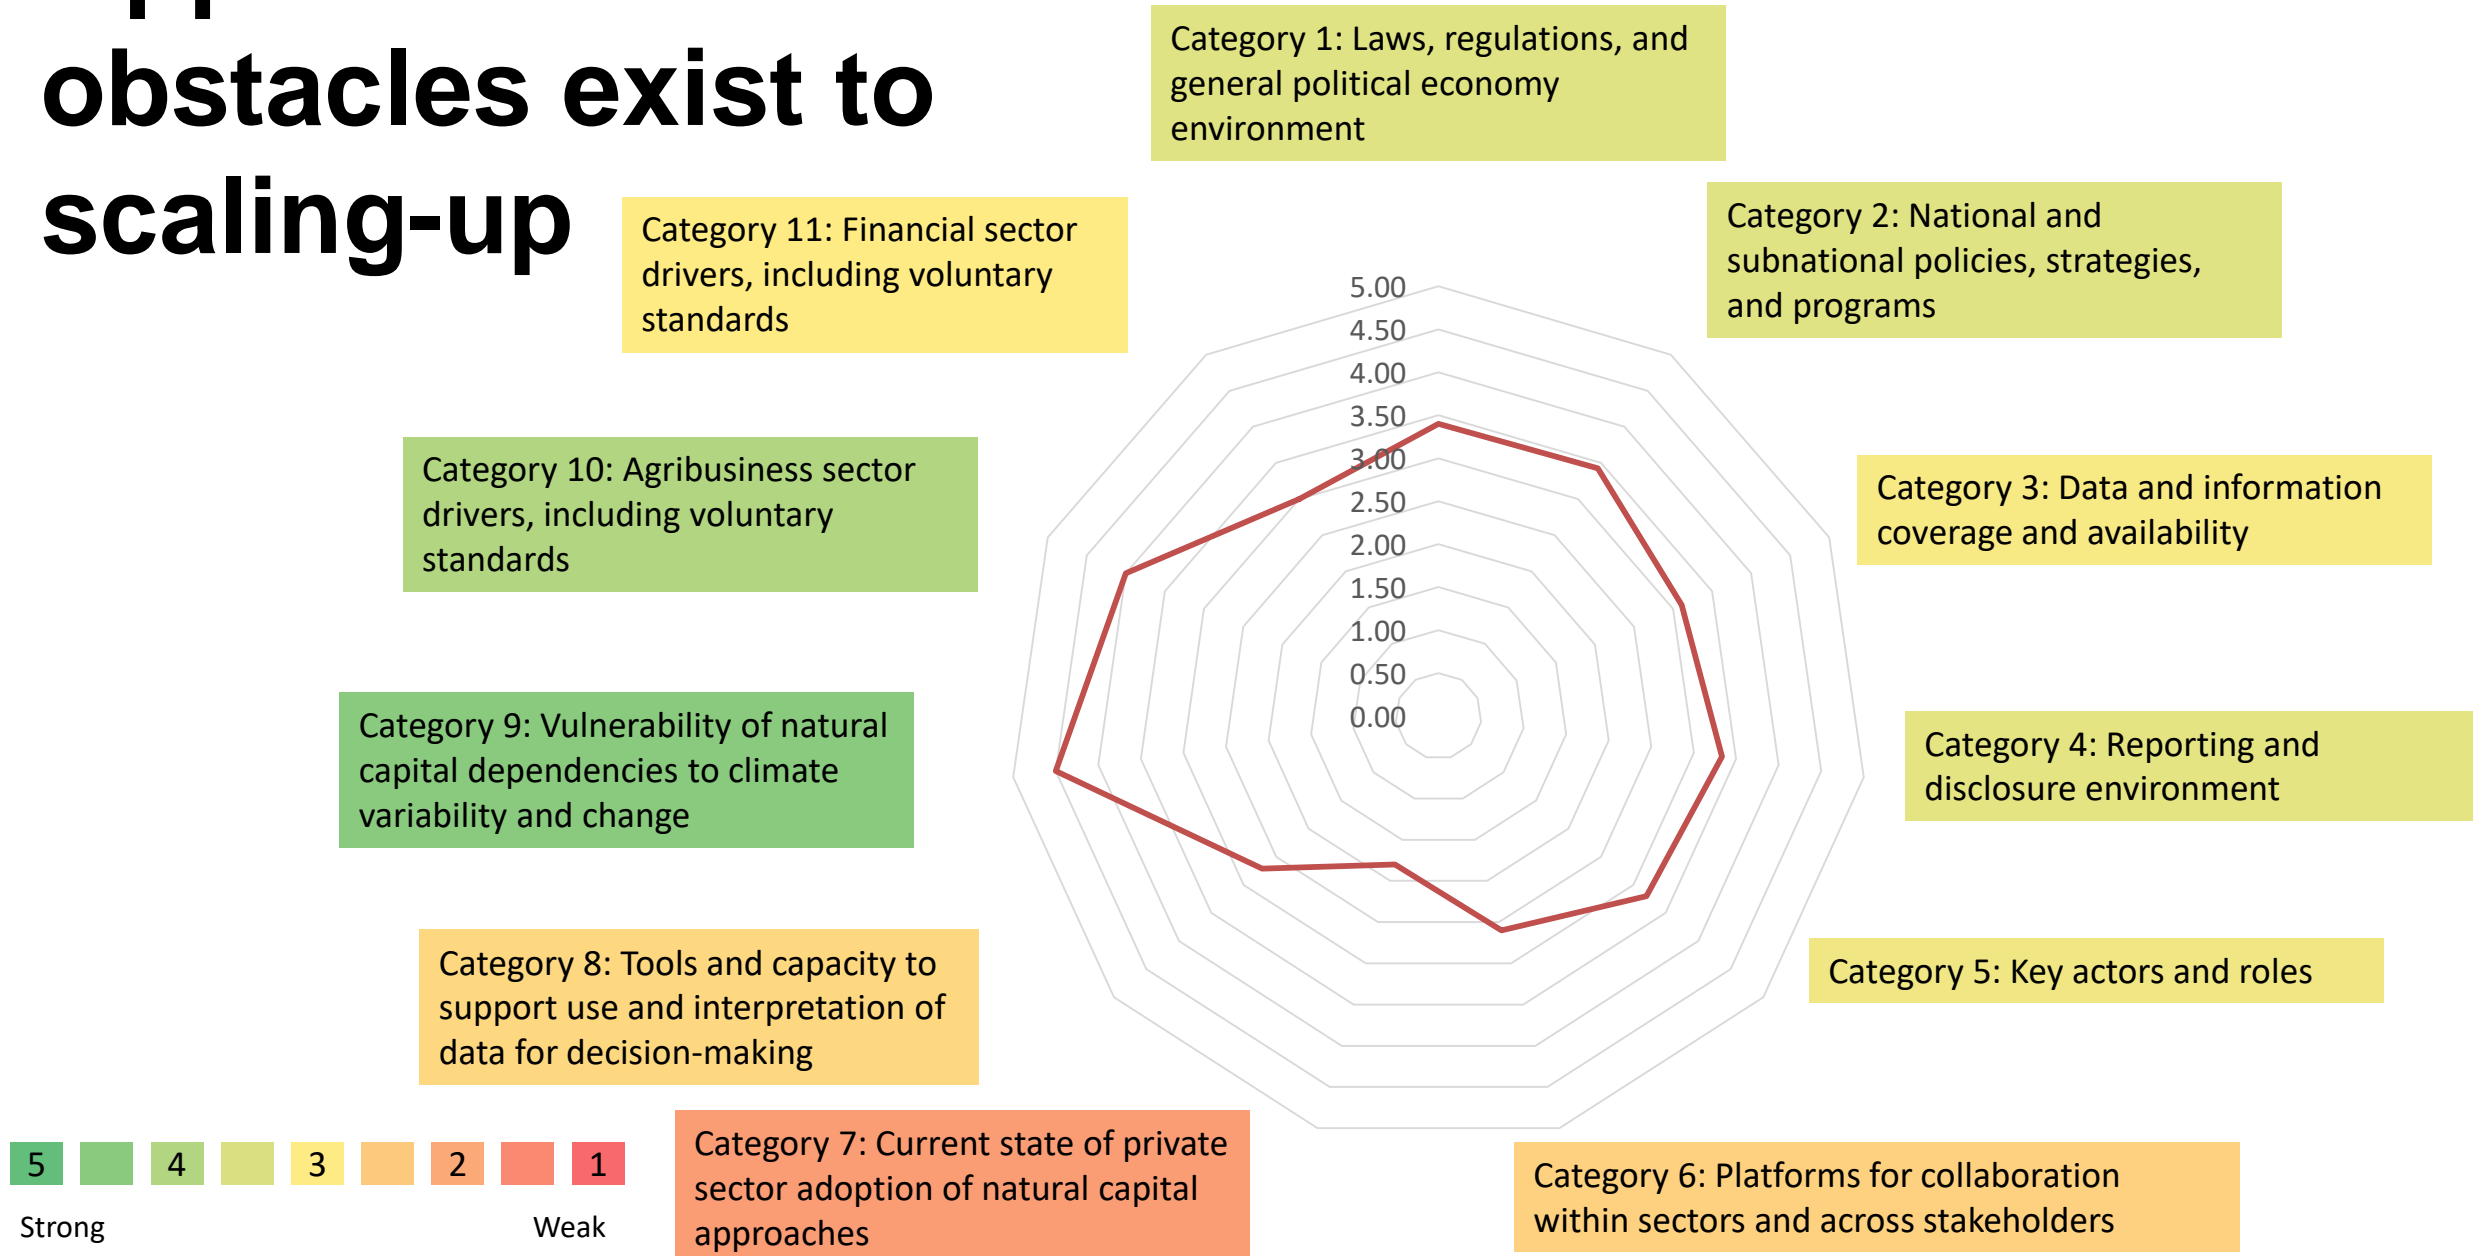 obstacles exist to
scaling-up
Category 1: Laws, regulations, and
general political economy
environment
Category 2: National and
subnational policies, strategies,
and programs
Category 11: Financial sector
drivers, including voluntary
standards
5.00
4.50
4.00
3.50
3.00
2.50
2.00
1.50
1.00
0.50
0.00
Category 10: Agribusiness sector
drivers, including voluntary
standards
Category 3: Data and information
coverage and availability
Category 9: Vulnerability of natural
capital dependencies to climate
variability and change
Category 4: Reporting and
disclosure environment
Category 8: Tools and capacity to
support use and interpretation of
data for decision-making
Category 5: Key actors and roles
Category 7: Current state of private
sector adoption of natural capital
approaches
Category 6: Platforms for collaboration
within sectors and across stakeholders
5 4 3 2 1
Strong Weak